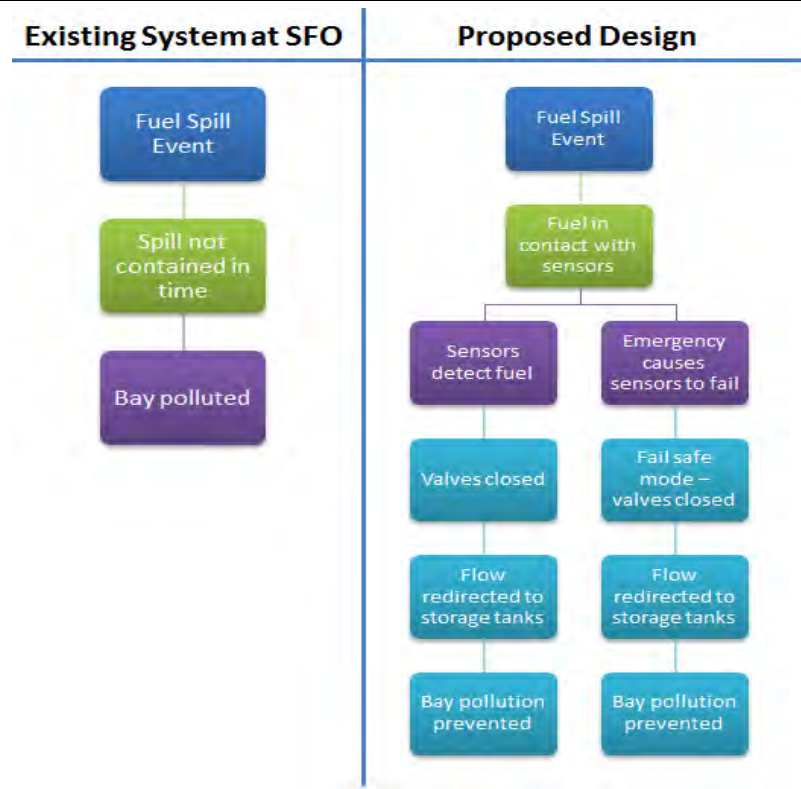 Existing System at SFO
Fuel Spill
Event
Spill not
contained in
time
Bay polluted
Proposed Design
Fuel Spill
Event
Fuel in
contact with
sensors
Sensors
detect fuel
Valves closed
Flow
redirected to
storage tanks
Bay pollution
prevented
Emergency
causes
sensors to fail
Fail safe
mode –
valves closed
Flow
redirected to
storage tanks
Bay pollution
prevented